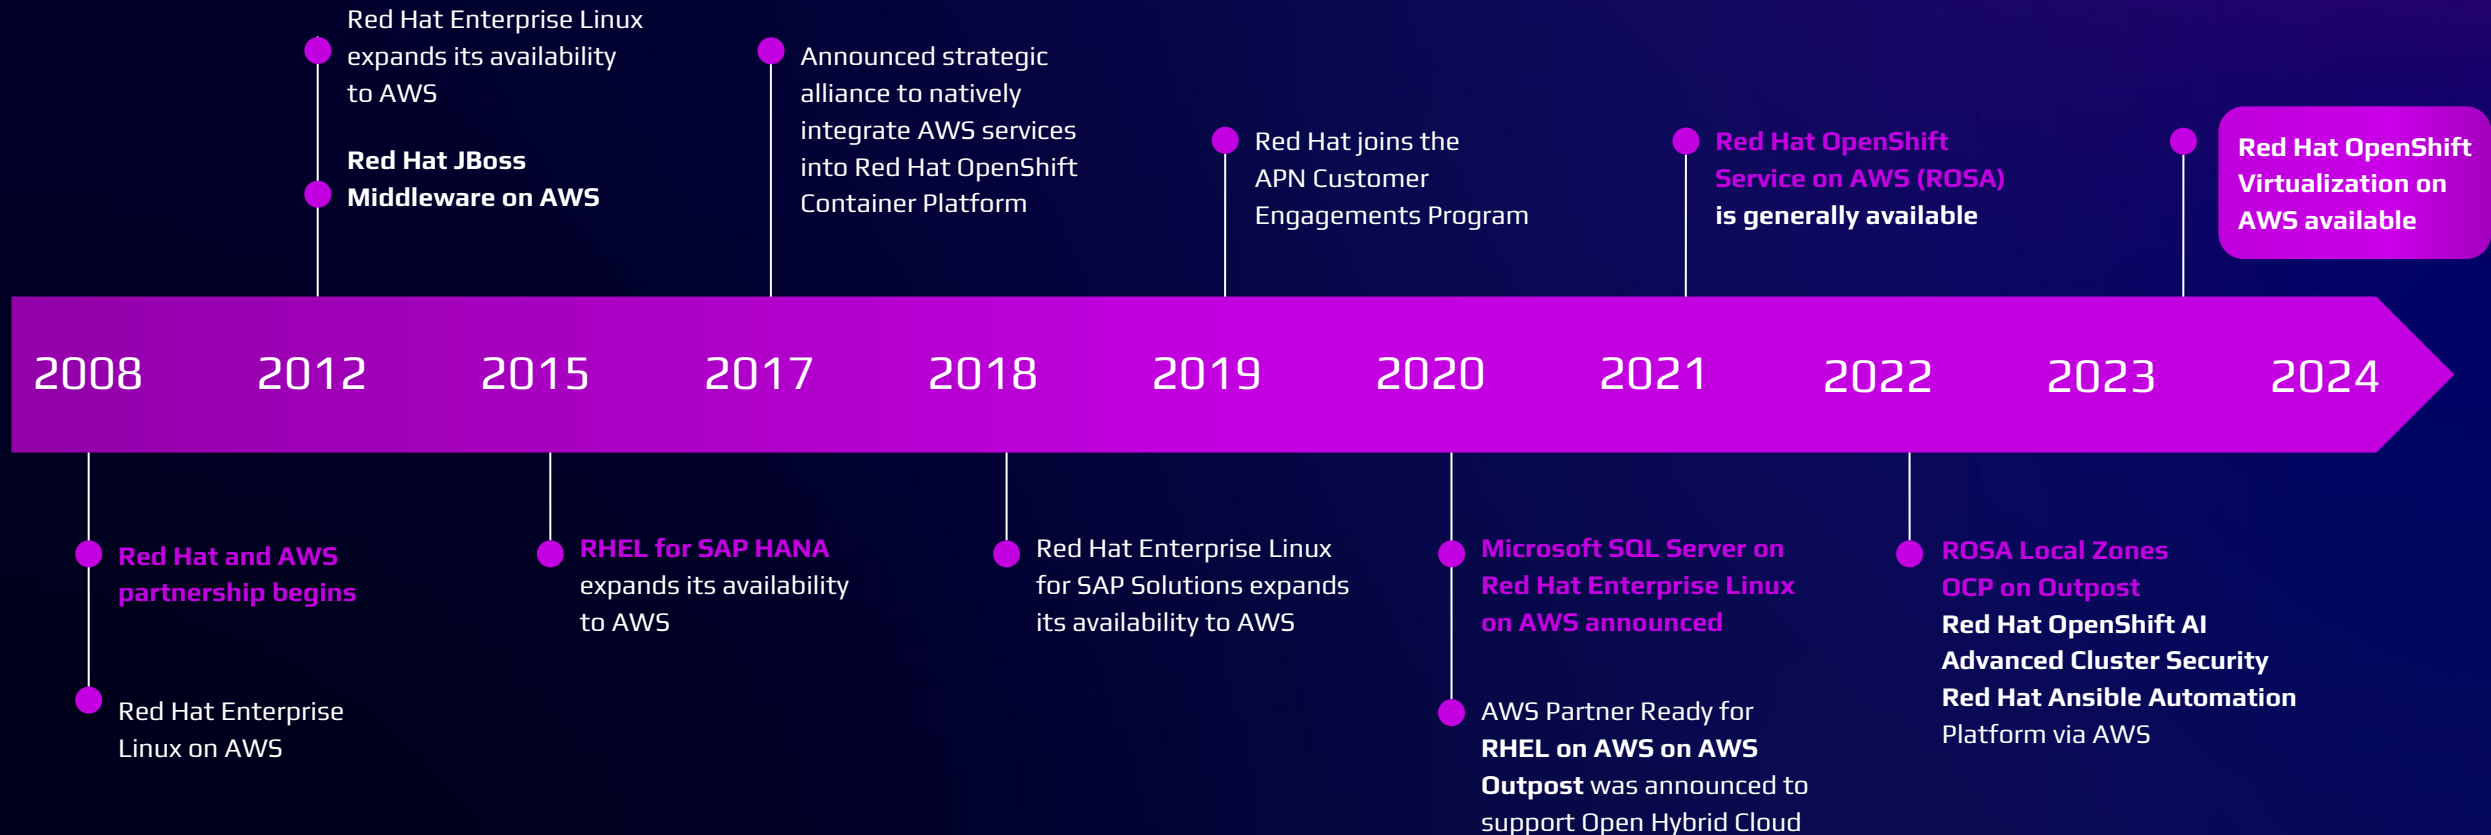 Red Hat Enterprise Linux
expands its availability
to AWS
Red Hat JBoss
Middleware on AWS
Announced strategic
alliance to natively
integrate AWS services
into Red Hat OpenShift
Container Platform
Red Hat joins the
APN Customer
Engagements Program
Red Hat OpenShift
Service on AWS (ROSA)
is generally available
Red Hat OpenShift
Virtualization on
AWS available
2008 2012 2015 2017 2018 2019 2020 2021 2022 2023 2024
Red Hat and AWS
partnership begins
Red Hat Enterprise
Linux on AWS
RHEL for SAP HANA
expands its availability
to AWS
Red Hat Enterprise Linux
for SAP Solutions expands
its availability to AWS
Microsoft SQL Server on
Red Hat Enterprise Linux
on AWS announced
AWS Partner Ready for
RHEL on AWS on AWS
Outpost was announced to
support Open Hybrid Cloud
ROSA Local Zones
OCP on Outpost
Red Hat OpenShift AI
Advanced Cluster Security
Red Hat Ansible Automation
Platform via AWS